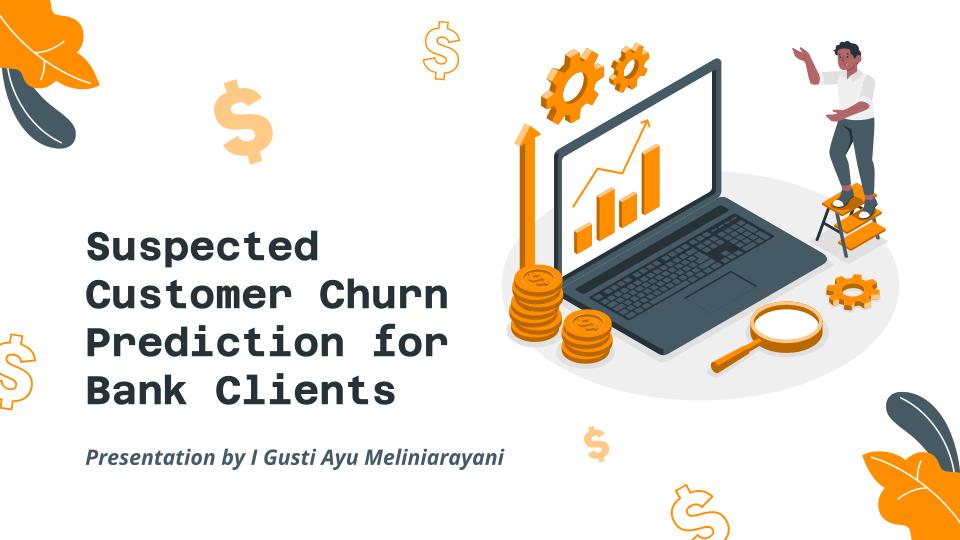 Suspected
Customer Churn
Prediction for
Bank Clients
Presentation by I Gusti Ayu Meliniarayani